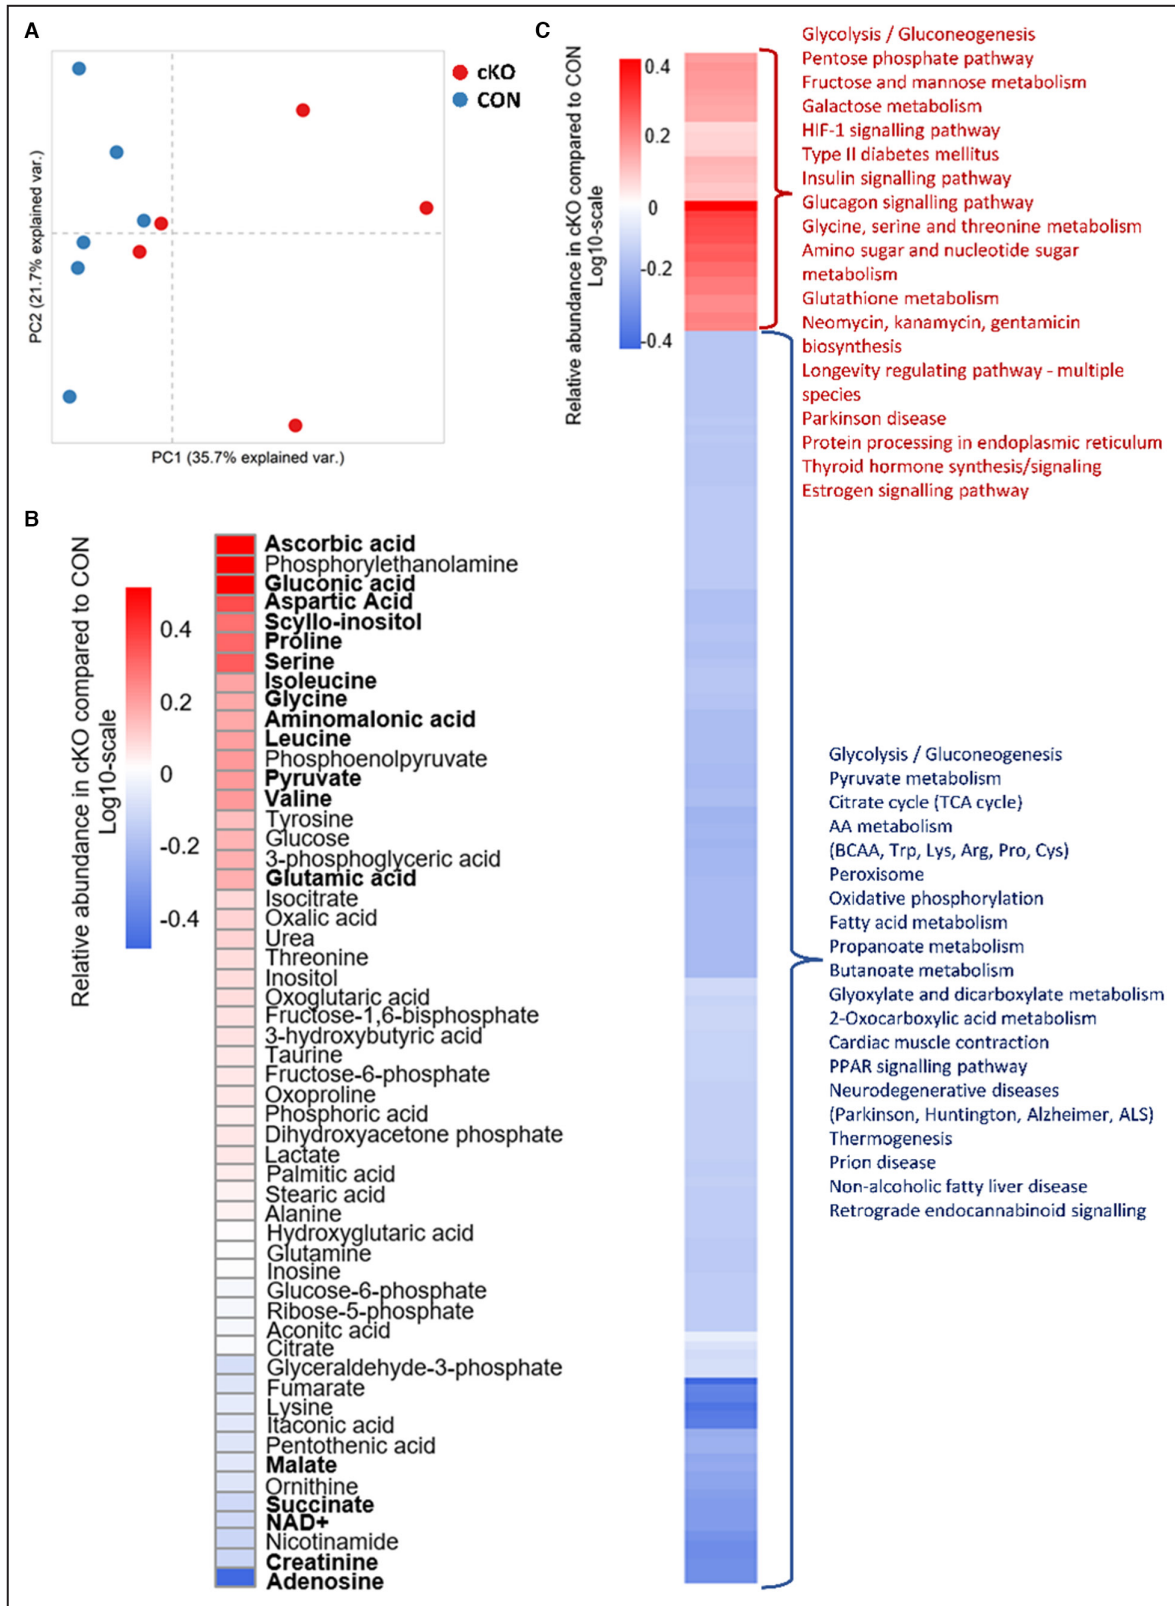 A
cKO
CON
PC2 (21.7% explained var.)
PC1 (35.7% explained var.)
B
Relative abundance in cKO compared to CON
Log10-scale
0.4
0.2
0
-0.2
-0.4
Ascorbic acid
Phosphorylethanolamine
Gluconic acid
Aspartic Acid
Scyllo-inositol
Proline
Serine
Isoleucine
Glycine
Aminomalonic acid
Leucine
Phosphoenolpyruvate
Pyruvate
Valine
Tyrosine
Glucose
3-phosphoglyceric acid
Glutamic acid
Isocitrate
Oxalic acid
Urea
Threonine
Inositol
Oxoglutaric acid
Fructose-1,6-bisphosphate
3-hydroxybutyric acid
Taurine
Fructose-6-phosphate
Oxoproline
Phosphoric acid
Dihydroxyacetone phosphate
Lactate
Palmitic acid
Stearic acid
Alanine
Hydroxyglutaric acid
Glutamine
Inosine
Glucose-6-phosphate
Ribose-5-phosphate
Aconitc acid
Citrate
Glyceraldehyde-3-phosphate
Fumarate
Lysine
Itaconic acid
Pentothenic acid
Malate
Ornithine
Succinate
NAD+
Nicotinamide
Creatinine
Adenosine
C
Relative abundance in cKO compared to CON
Log10-scale
0.4
0.2
0
-0.2
-0.4
Glycolysis / Gluconeogenesis
Pentose phosphate pathway
Fructose and mannose metabolism
Galactose metabolism
HIF-1 signalling pathway
Type II diabetes mellitus
Insulin signalling pathway
Glucagon signalling pathway
Glycine, serine and threonine metabolism
Amino sugar and nucleotide sugar
metabolism
Glutathione metabolism
Neomycin, kanamycin, gentamicin
biosynthesis
Longevity regulating pathway - multiple
species
Parkinson disease
Protein processing in endoplasmic reticulum
Thyroid hormone synthesis/signaling
Estrogen signalling pathway
Glycolysis / Gluconeogenesis
Pyruvate metabolism
Citrate cycle (TCA cycle)
AA metabolism
(BCAA, Trp, Lys, Arg, Pro, Cys)
Peroxisome
Oxidative phosphorylation
Fatty acid metabolism
Propanoate metabolism
Butanoate metabolism
Glyoxylate and dicarboxylate metabolism
2-Oxocarboxylic acid metabolism
Cardiac muscle contraction
PPAR signalling pathway
Neurodegenerative diseases
(Parkinson, Huntington, Alzheimer, ALS)
Thermogenesis
Prion disease
Non-alcoholic fatty liver disease
Retrograde endocannabinoid signalling